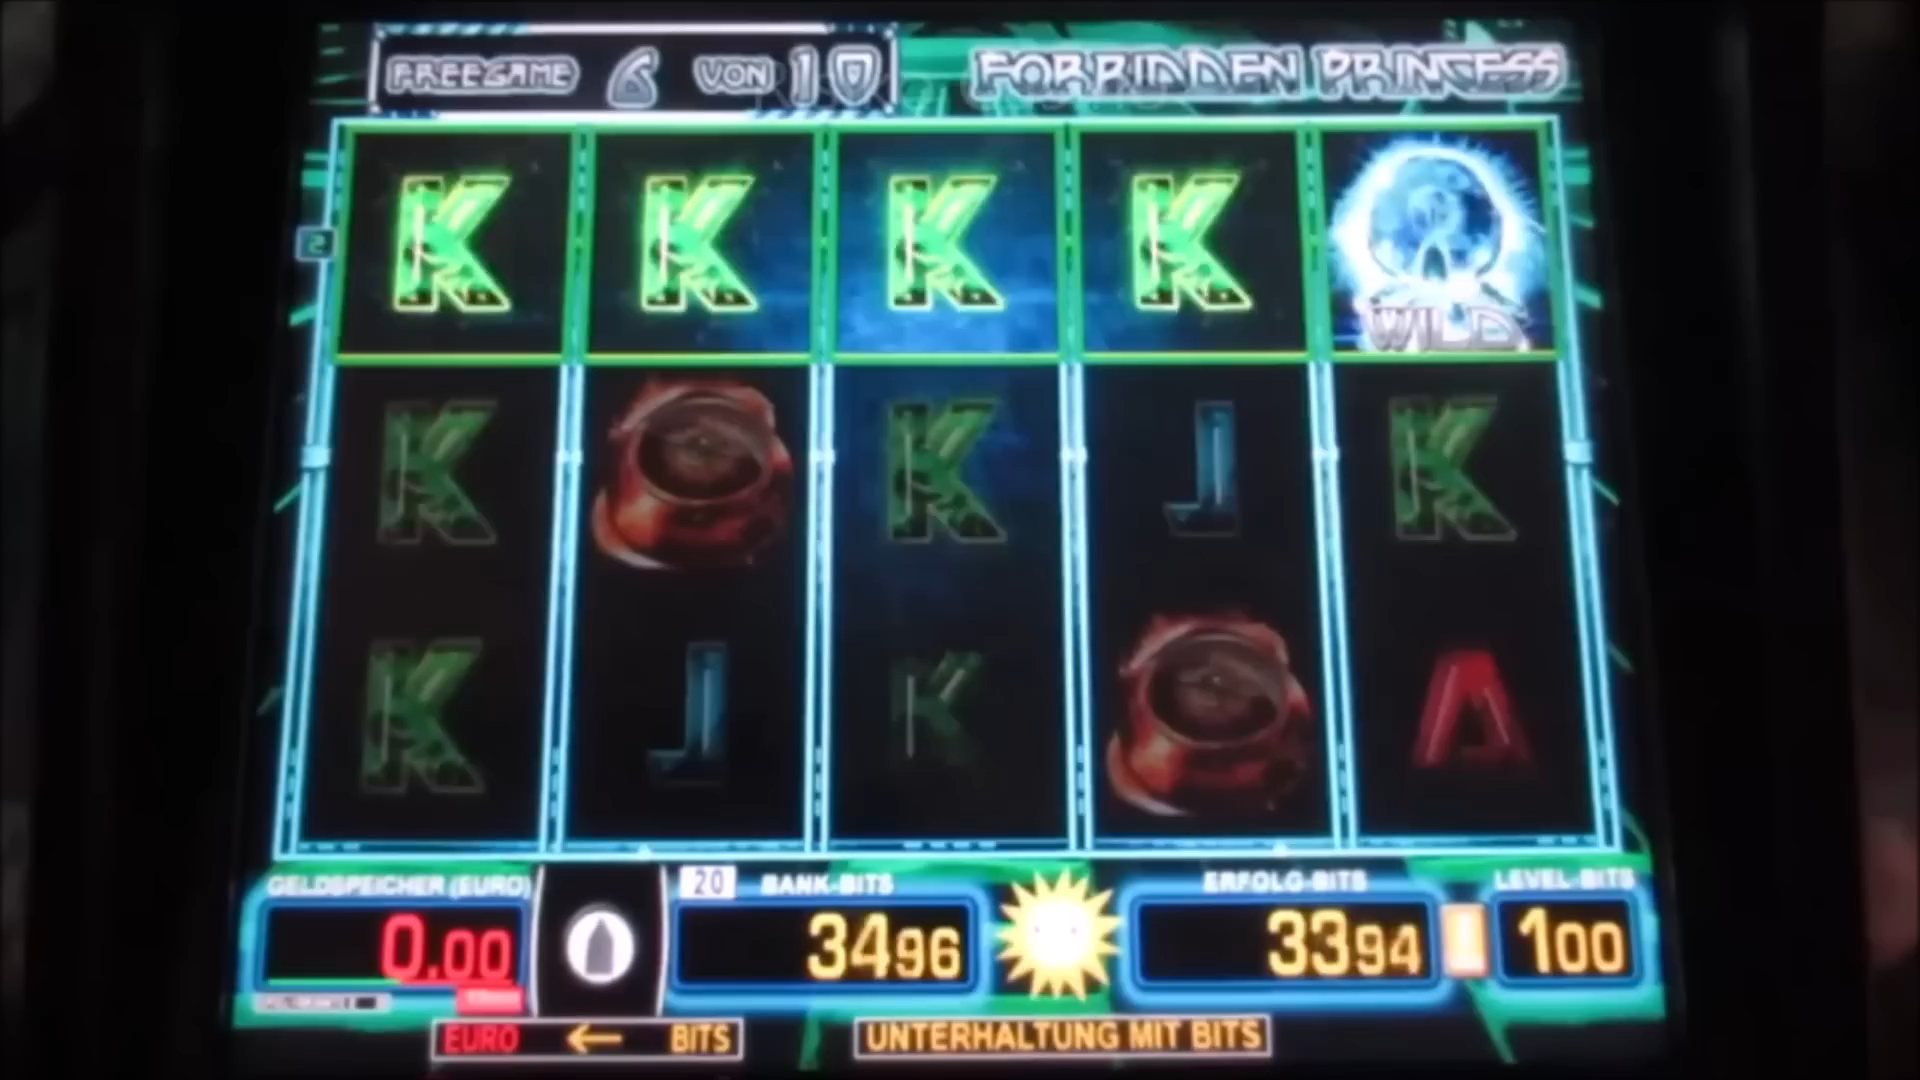 FREEGAME 6 VON 10
FORBIDDEN PRINCESS
2
K K K K WILD
K K J K
K J K A
GELDSPEICHER (EURO)
20 BANK-BITS
ERFOLG-BITS
LEVEL-BITS
0.00
3496
3394
100
EURO ← BITS
UNTERHALTUNG MIT BITS